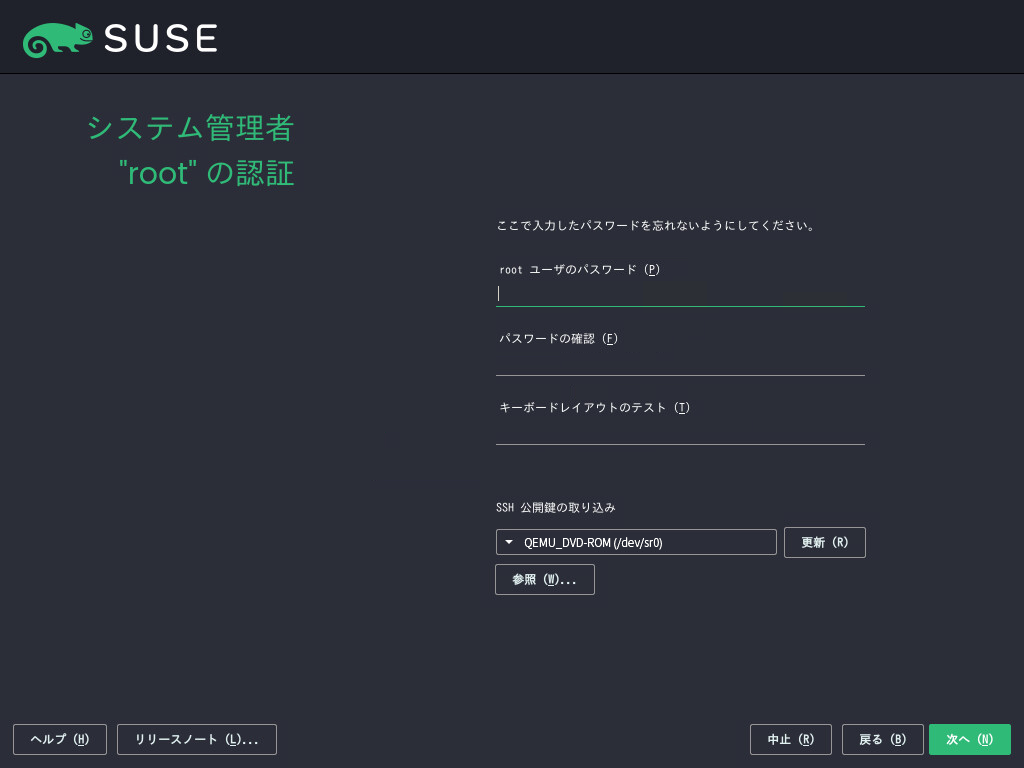 SUSE
システム管理者
"root" の認証
ここで入力したパスワードを忘れないようにしてください。
root ユーザのパスワード (P)
パスワードの確認 (F)
キーボードレイアウトのテスト (T)
SSH 公開鍵の取り込み
QEMU_DVD-ROM (/dev/sr0)
更新 (R)
参照 (W)...
ヘルプ (H)
リリースノート (L)...
中止 (R)
戻る (B)
次へ (N)